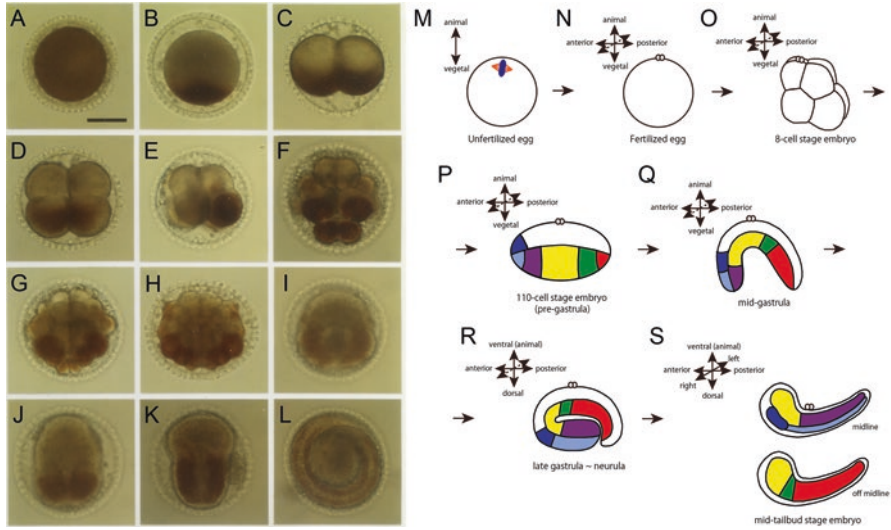 A
B
C
D
E
F
G
H
I
J
K
L
M
animal
vegetal
Unfertilized egg
N
animal
anterior
posterior
vegetal
Fertilized egg
O
animal
anterior
posterior
vegetal
8-cell stage embryo
P
animal
anterior
posterior
vegetal
110-cell stage embryo
(pre-gastrula)
Q
animal
anterior
posterior
vegetal
mid-gastrula
R
ventral (animal)
anterior
posterior
dorsal
late gastrula ~ neurula
S
ventral (animal)
left
anterior
posterior
right
dorsal
midline
off midline
mid-tailbud stage embryo